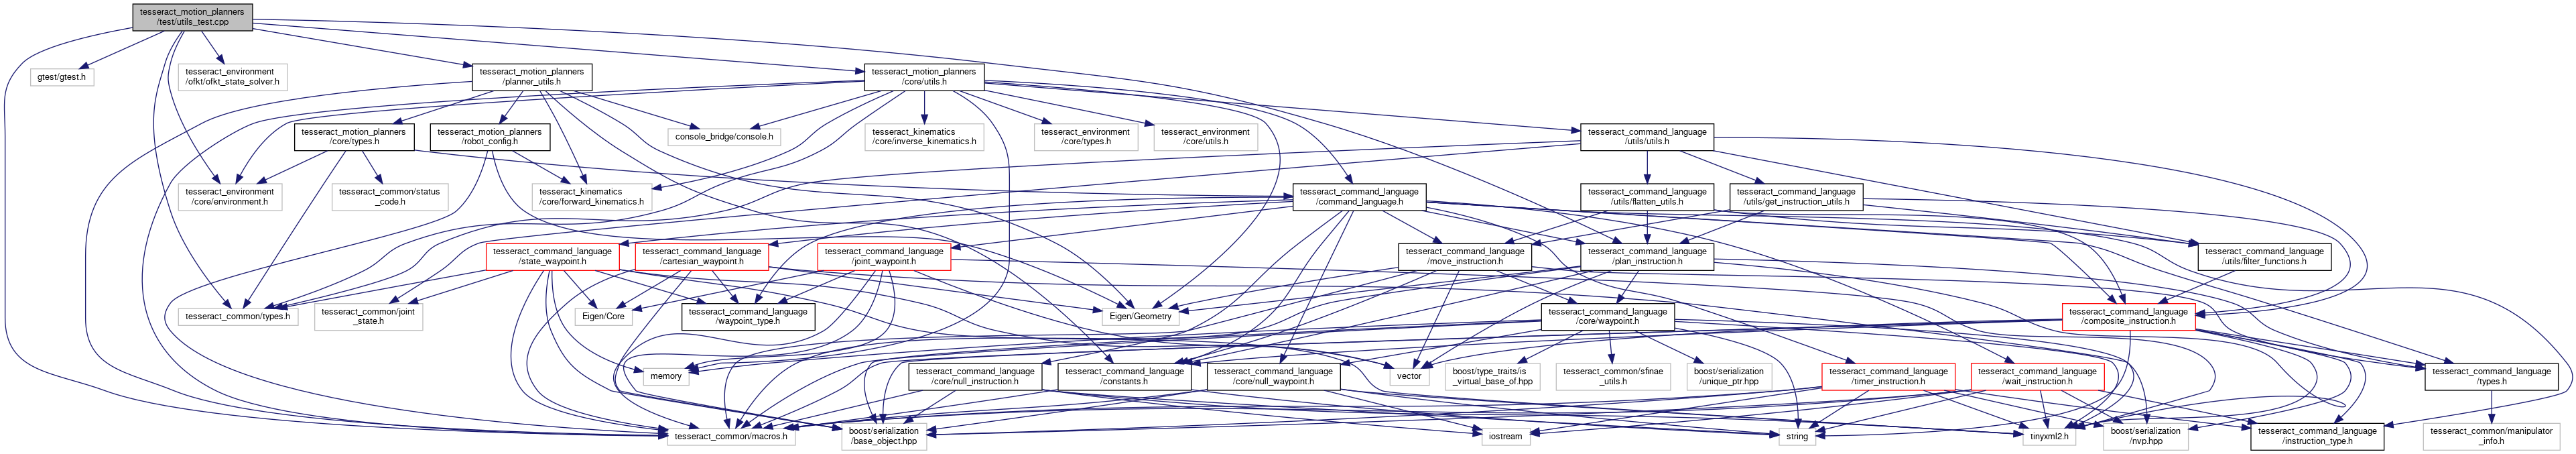 tesseract_motion_planners
/test/utils_test.cpp
gtest/gtest.h
tesseract_environment
/ofkt/ofkt_state_solver.h
tesseract_motion_planners
/planner_utils.h
tesseract_motion_planners
/core/utils.h
tesseract_motion_planners
/core/types.h
tesseract_motion_planners
/robot_config.h
console_bridge/console.h
tesseract_kinematics
/core/inverse_kinematics.h
tesseract_environment
/core/types.h
tesseract_environment
/core/utils.h
tesseract_command_language
/utils/utils.h
tesseract_environment
/core/environment.h
tesseract_common/status
_code.h
tesseract_kinematics
/core/forward_kinematics.h
tesseract_command_language
/command_language.h
tesseract_command_language
/utils/flatten_utils.h
tesseract_command_language
/utils/get_instruction_utils.h
tesseract_command_language
/state_waypoint.h
tesseract_command_language
/cartesian_waypoint.h
tesseract_command_language
/joint_waypoint.h
tesseract_command_language
/move_instruction.h
tesseract_command_language
/plan_instruction.h
tesseract_command_language
/utils/filter_functions.h
tesseract_common/types.h
tesseract_common/joint
_state.h
Eigen/Core
tesseract_command_language
/waypoint_type.h
Eigen/Geometry
tesseract_command_language
/core/waypoint.h
tesseract_command_language
/composite_instruction.h
memory
tesseract_command_language
/core/null_instruction.h
tesseract_command_language
/constants.h
tesseract_command_language
/core/null_waypoint.h
vector
boost/type_traits/is
_virtual_base_of.hpp
tesseract_common/sfinae
_utils.h
boost/serialization
/unique_ptr.hpp
tesseract_command_language
/timer_instruction.h
tesseract_command_language
/wait_instruction.h
tesseract_command_language
/types.h
tesseract_common/macros.h
boost/serialization
/base_object.hpp
iostream
string
tinyxml2.h
boost/serialization
/nvp.hpp
tesseract_command_language
/instruction_type.h
tesseract_common/manipulator
_info.h